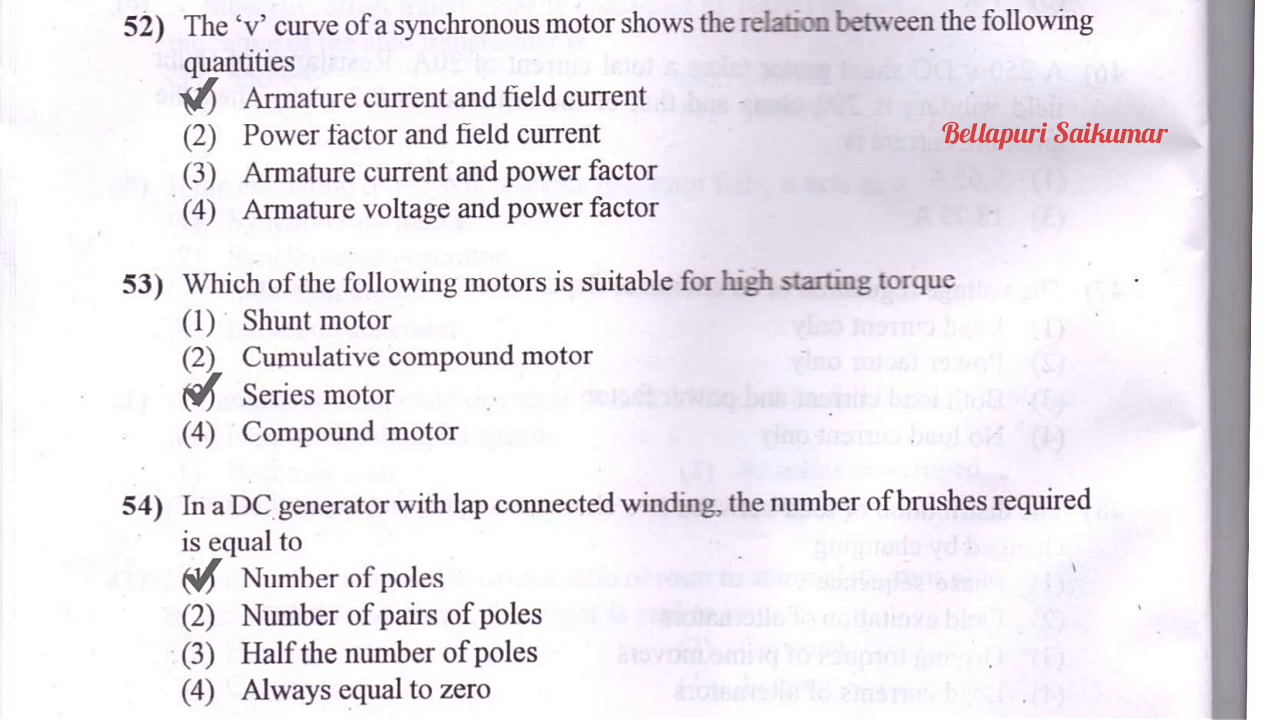 52) The ‘v’ curve of a synchronous motor shows the relation between the following
quantities
Armature current and field current
(2) Power factor and field current
Bellapuri Saikumar
(3) Armature current and power factor
(4) Armature voltage and power factor
53) Which of the following motors is suitable for high starting torque
(1) Shunt motor
(2) Cumulative compound motor
Series motor
(4) Compound motor
54) In a DC generator with lap connected winding, the number of brushes required
is equal to
Number of poles
(2) Number of pairs of poles
(3) Half the number of poles
(4) Always equal to zero